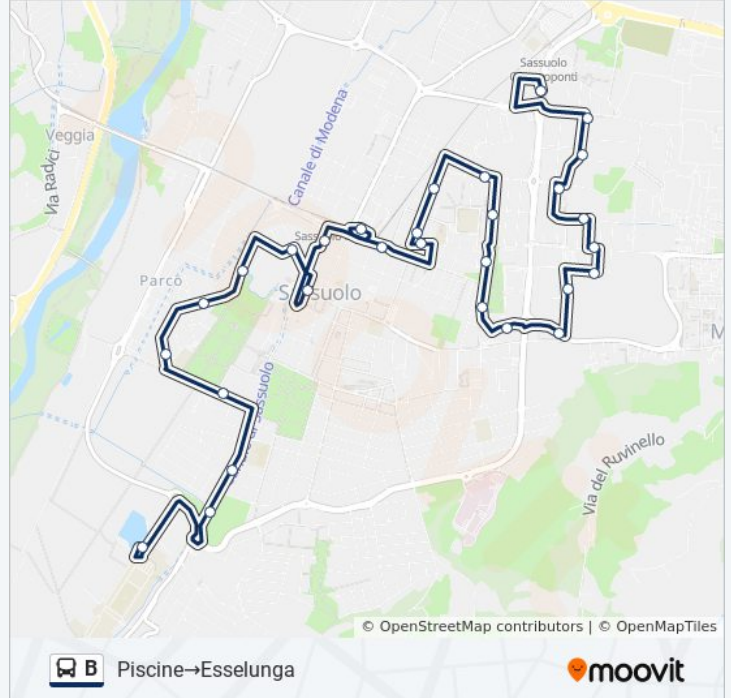 Sassuolo
Veggia
Via Radici
Canale di Modena
Parco
Sassuolo
Via del Ruvinello
© OpenStreetMap contributors | © OpenMapTiles
B Piscine→Esselunga
moovit